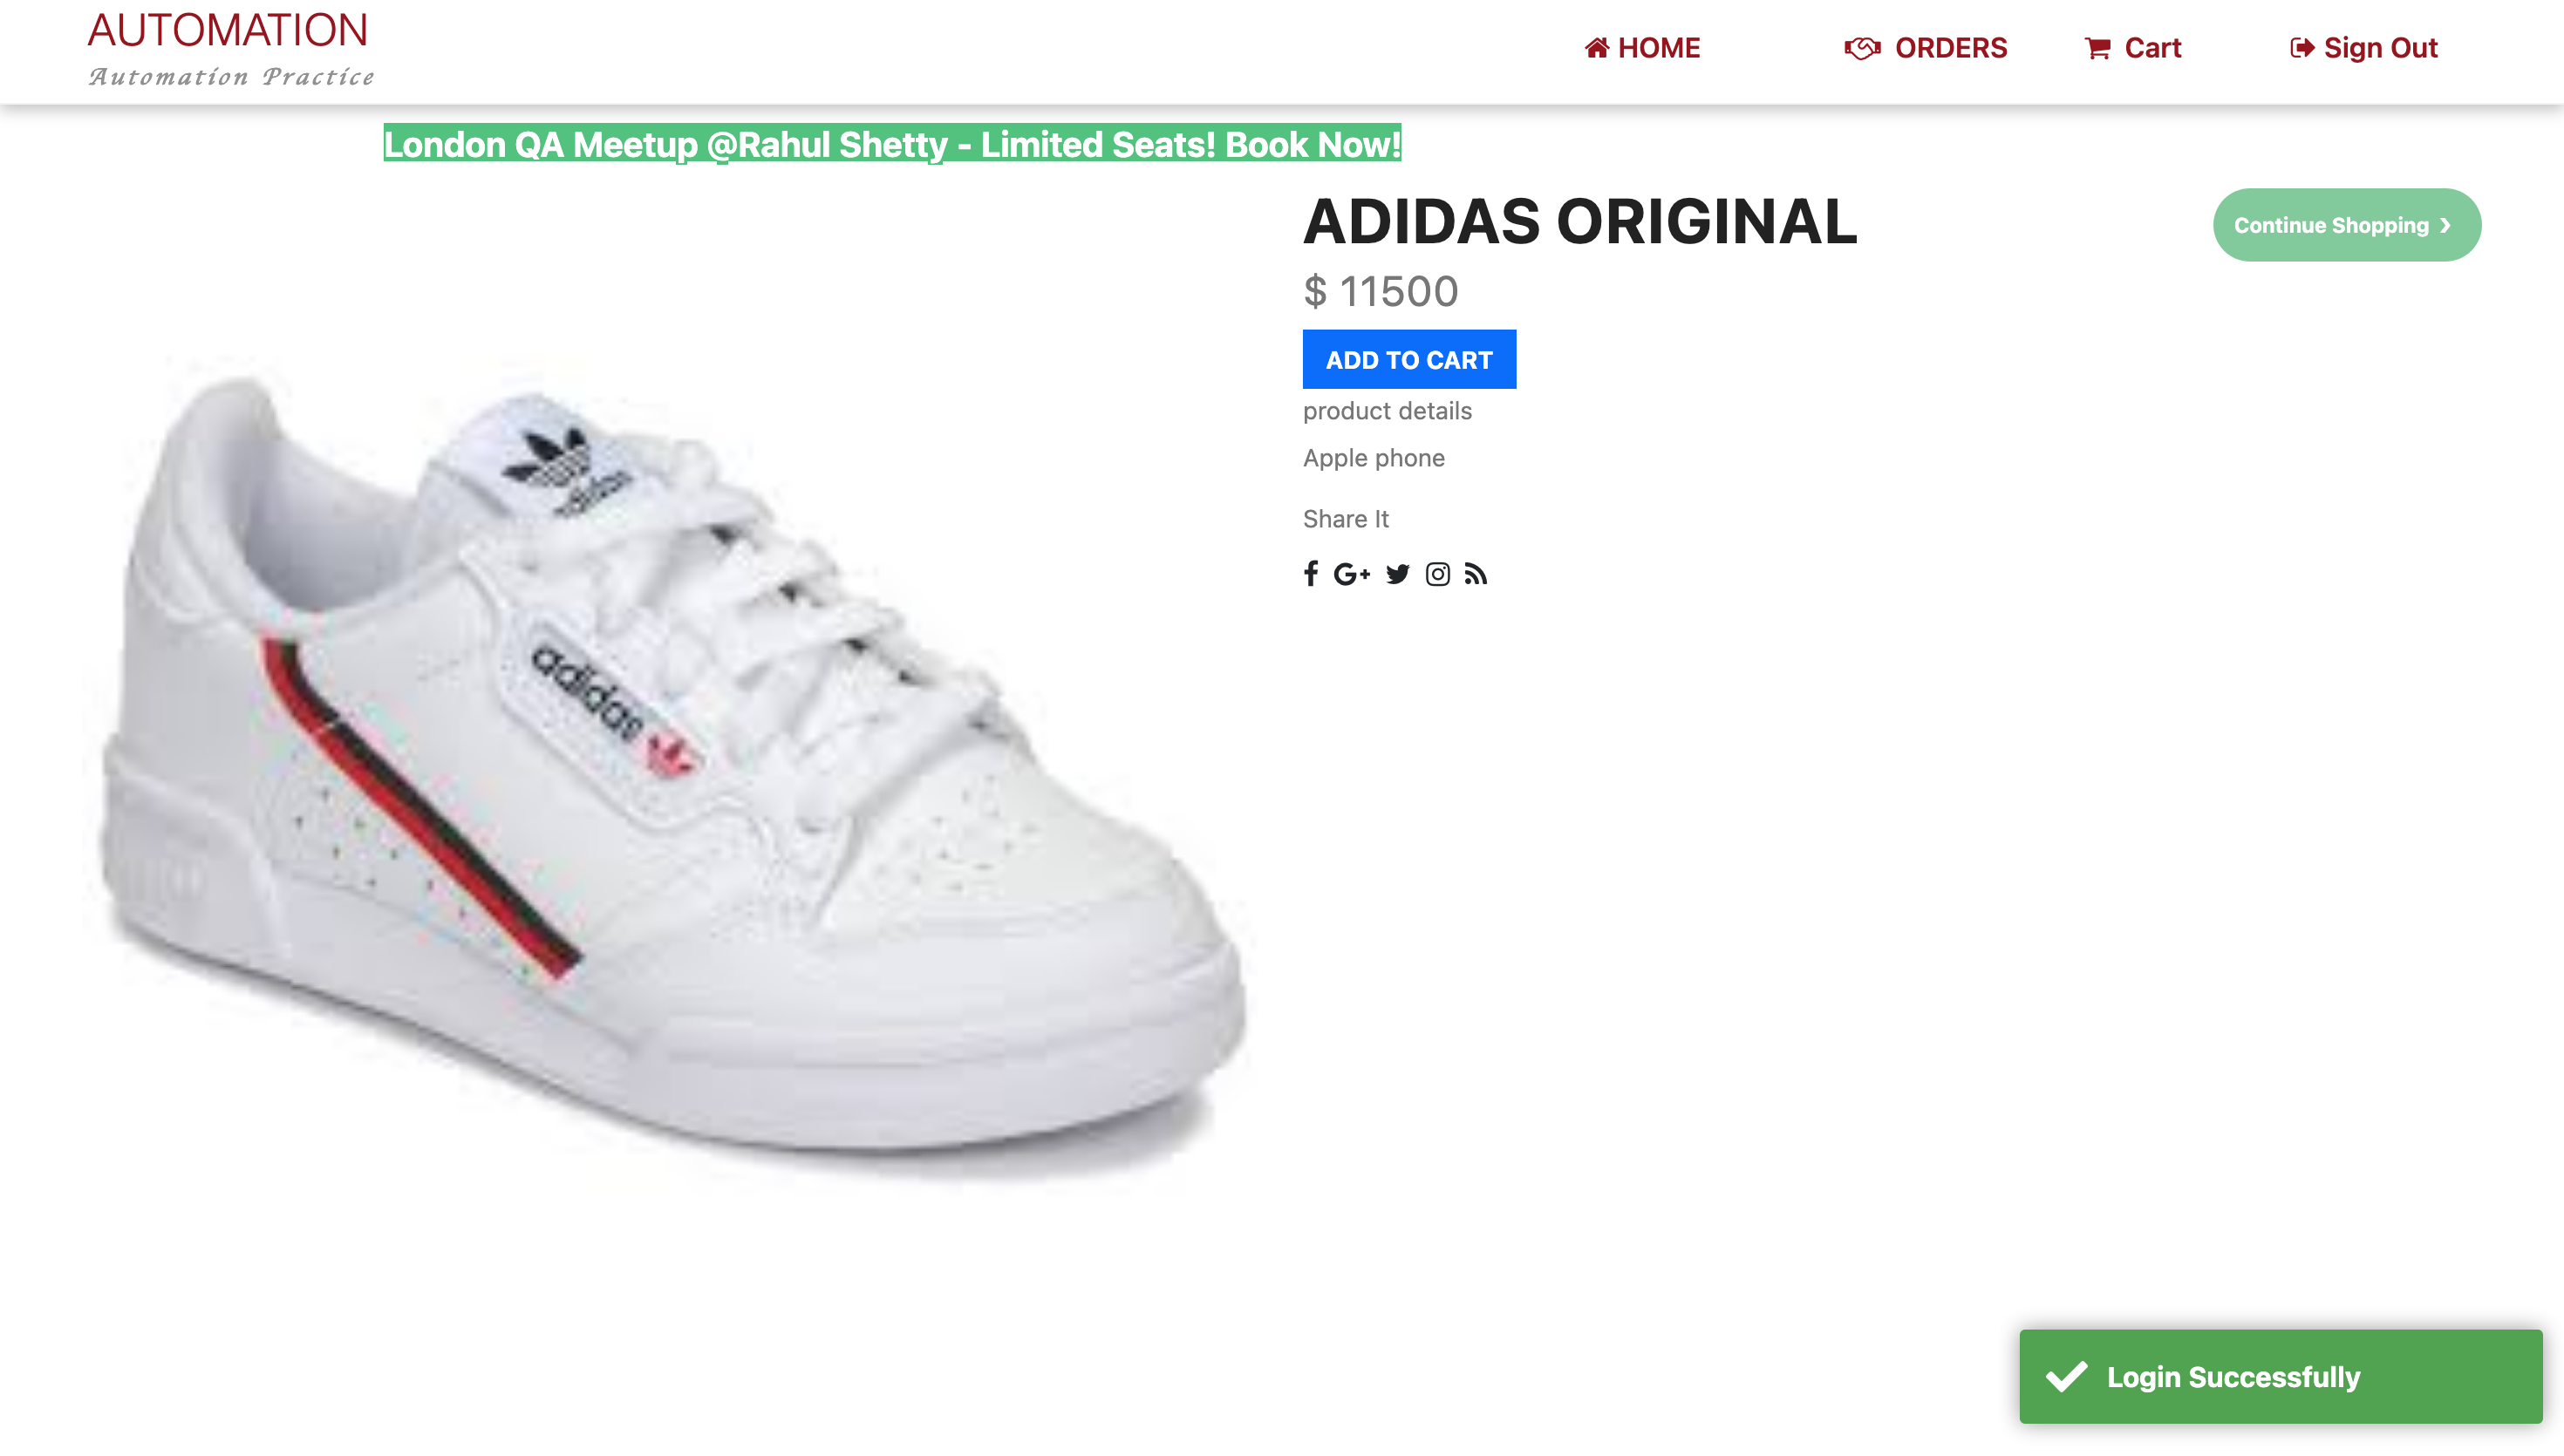 AUTOMATION
Automation Practice
HOME
ORDERS
Cart
Sign Out
London QA Meetup @Rahul Shetty - Limited Seats! Book Now!
ADIDAS ORIGINAL
Continue Shopping ❯
$ 11500
ADD TO CART
product details
Apple phone
Share It
adidas
Login Successfully